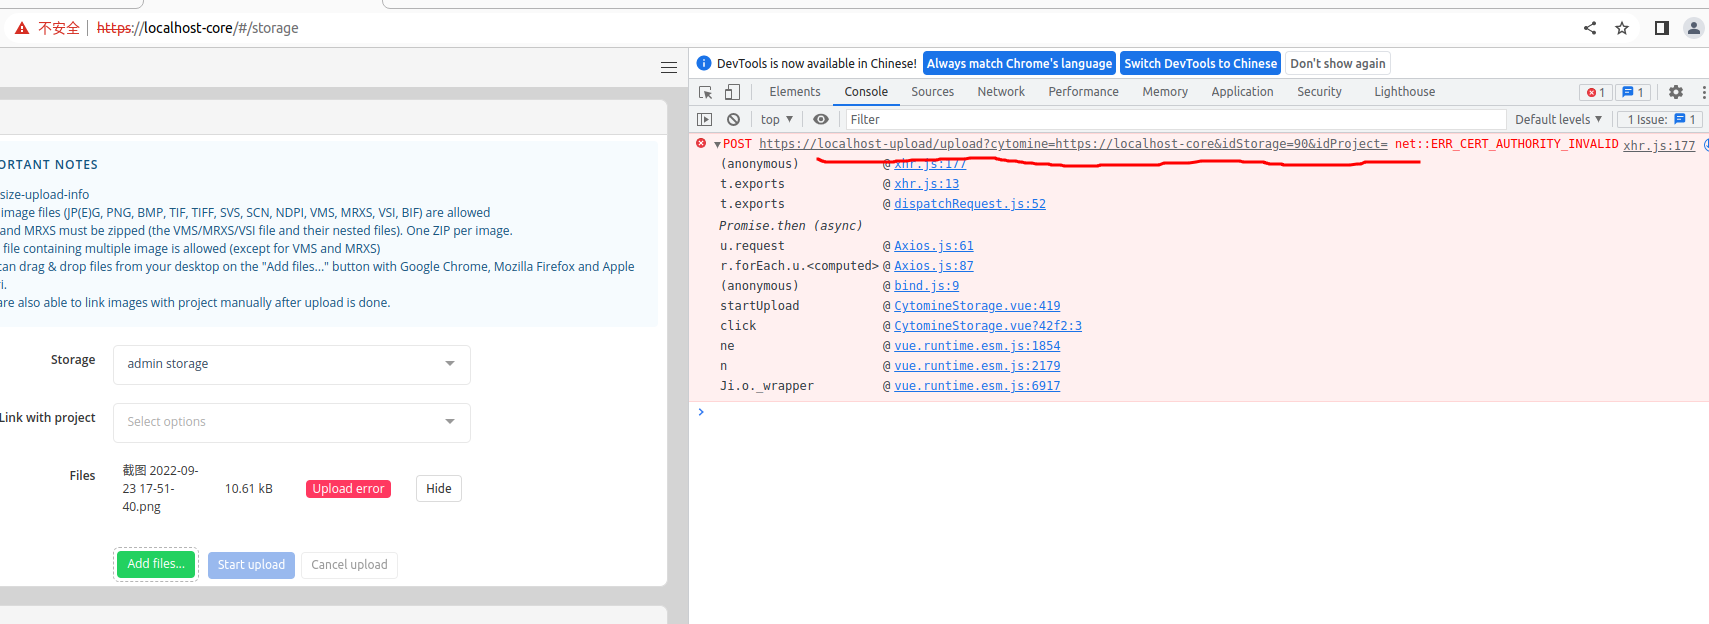 不安全 https://localhost-core/#/storage
DevTools is now available in Chinese! Always match Chrome's language Switch DevTools to Chinese Don't show again
Elements Console Sources Network Performance Memory Application Security Lighthouse 1 1
top Filter Default levels 1 Issue: 1
POST https://localhost-upload/upload?cytomine=https://localhost-core&idStorage=90&idProject= net::ERR_CERT_AUTHORITY_INVALID xhr.js:177
(anonymous) @ xhr.js:177
t.exports @ xhr.js:13
t.exports @ dispatchRequest.js:52
Promise.then (async)
u.request @ Axios.js:61
r.forEach.u.<computed> @ Axios.js:87
(anonymous) @ bind.js:9
startUpload @ CytomineStorage.vue:419
click @ CytomineStorage.vue?42f2:3
ne @ vue.runtime.esm.js:1854
n @ vue.runtime.esm.js:2179
Ji.o._wrapper @ vue.runtime.esm.js:6917
ORTANT NOTES
size-upload-info
image files (JP(E)G, PNG, BMP, TIF, TIFF, SVS, SCN, NDPI, VMS, MRXS, VSI, BIF) are allowed
and MRXS must be zipped (the VMS/MRXS/VSI file and their nested files). One ZIP per image.
file containing multiple image is allowed (except for VMS and MRXS)
can drag & drop files from your desktop on the "Add files..." button with Google Chrome, Mozilla Firefox and Apple
ri.
are also able to link images with project manually after upload is done.
Storage admin storage
Link with project Select options
Files 截图 2022-09-
23 17-51- 10.61 kB Upload error Hide
40.png
Add files... Start upload Cancel upload